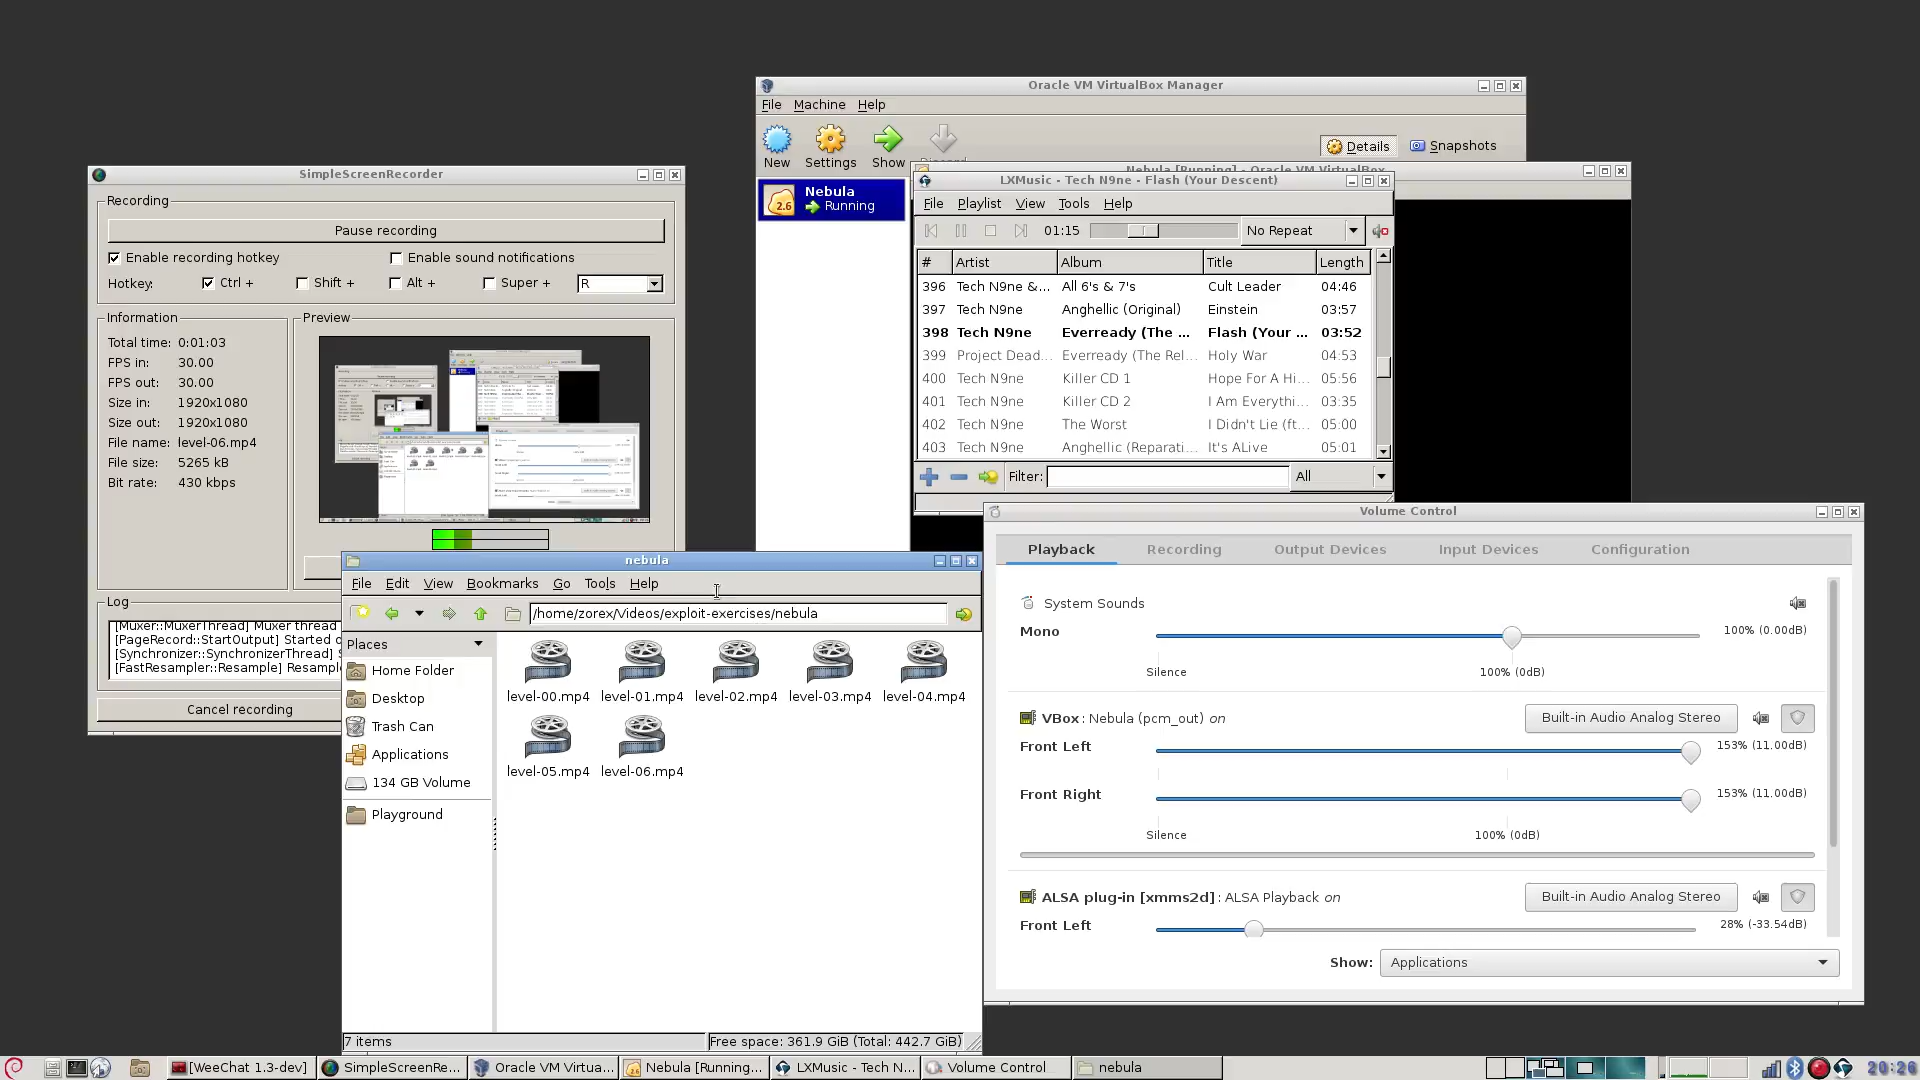 Oracle VM VirtualBox Manager
File Machine Help
New Settings Show Discard
Details Snapshots
Nebula
Running
2.6
Nebula [Running] - Oracle VM VirtualBox
SimpleScreenRecorder
Recording
Pause recording
Enable recording hotkey Enable sound notifications
Hotkey: Ctrl + Shift + Alt + Super + R
Information
Total time: 0:01:03
FPS in: 30.00
FPS out: 30.00
Size in: 1920x1080
Size out: 1920x1080
File name: level-06.mp4
File size: 5265 kB
Bit rate: 430 kbps
Preview
Log
[Muxer::MuxerThread] Muxer thread
[PageRecord::StartOutput] Started
[Synchronizer::SynchronizerThread]
[FastResampler::Resample] Resampl
Cancel recording
LXMusic - Tech N9ne - Flash (Your Descent)
File Playlist View Tools Help
01:15 No Repeat
# Artist Album Title Length
396 Tech N9ne &... All 6's & 7's Cult Leader 04:46
397 Tech N9ne Anghellic (Original) Einstein 03:57
398 Tech N9ne Everready (The ... Flash (Your ... 03:52
399 Project Dead... Everready (The Rel... Holy War 04:53
400 Tech N9ne Killer CD 1 Hope For A Hi... 05:56
401 Tech N9ne Killer CD 2 I Am Everythi... 03:35
402 Tech N9ne The Worst I Didn't Lie (ft... 05:00
403 Tech N9ne Anghellic (Reparati... It's ALive 05:01
Filter: All
nebula
File Edit View Bookmarks Go Tools Help
/home/zorex/Videos/exploit-exercises/nebula
Places
Home Folder
Desktop
Trash Can
Applications
134 GB Volume
Playground
level-00.mp4 level-01.mp4 level-02.mp4 level-03.mp4 level-04.mp4
level-05.mp4 level-06.mp4
7 items Free space: 361.9 GiB (Total: 442.7 GiB)
Volume Control
Playback Recording Output Devices Input Devices Configuration
System Sounds
Mono 100% (0.00dB)
Silence 100% (0dB)
VBox : Nebula (pcm_out) on Built-in Audio Analog Stereo
Front Left 153% (11.00dB)
Front Right 153% (11.00dB)
Silence 100% (0dB)
ALSA plug-in [xmms2d] : ALSA Playback on Built-in Audio Analog Stereo
Front Left 28% (-33.54dB)
Show: Applications
[WeeChat 1.3-dev] SimpleScreenRe... Oracle VM Virtua... Nebula [Running... LXMusic - Tech N... Volume Control nebula 20:26